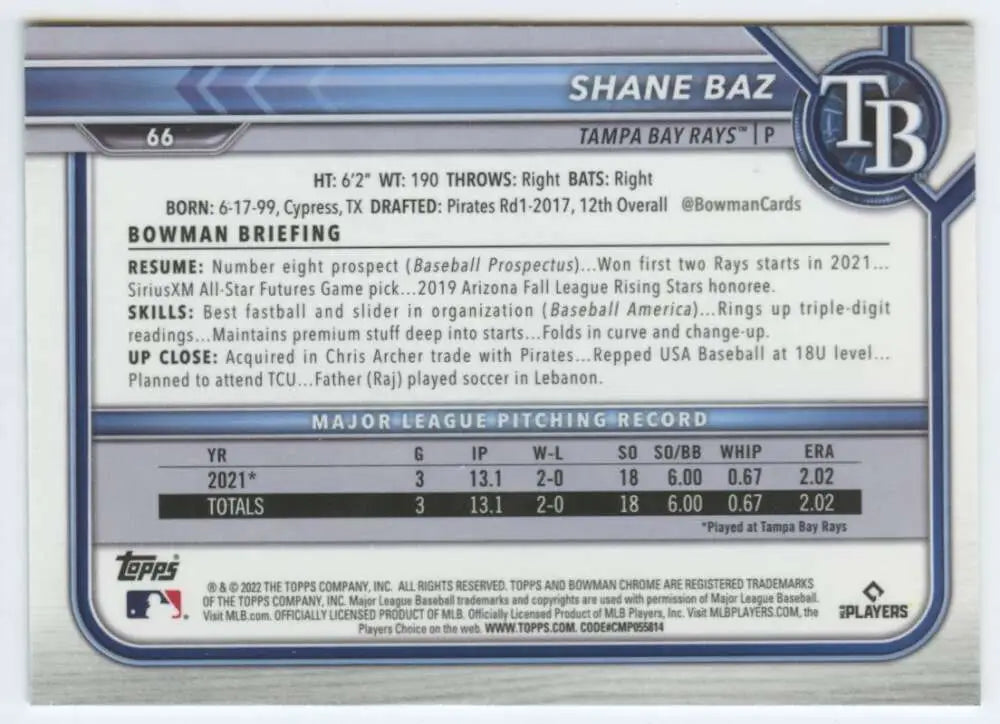 SHANE BAZ
TB
66
TAMPA BAY RAYS™ | P
HT: 6'2" WT: 190 THROWS: Right BATS: Right
BORN: 6-17-99, Cypress, TX DRAFTED: Pirates Rd1-2017, 12th Overall @BowmanCards
BOWMAN BRIEFING
RESUME: Number eight prospect (Baseball Prospectus)...Won first two Rays starts in 2021...
SiriusXM All-Star Futures Game pick...2019 Arizona Fall League Rising Stars honoree.
SKILLS: Best fastball and slider in organization (Baseball America)...Rings up triple-digit
readings...Maintains premium stuff deep into starts...Folds in curve and change-up.
UP CLOSE: Acquired in Chris Archer trade with Pirates...Repped USA Baseball at 18U level...
Planned to attend TCU...Father (Raj) played soccer in Lebanon.
MAJOR LEAGUE PITCHING RECORD
YR G IP W-L SO SO/BB WHIP ERA
2021* 3 13.1 2-0 18 6.00 0.67 2.02
TOTALS 3 13.1 2-0 18 6.00 0.67 2.02
*Played at Tampa Bay Rays
Topps
® & © 2022 THE TOPPS COMPANY, INC. ALL RIGHTS RESERVED. TOPPS AND BOWMAN CHROME ARE REGISTERED TRADEMARKS
OF THE TOPPS COMPANY, INC. Major League Baseball trademarks and copyrights are used with permission of Major League Baseball.
Visit MLB.com. OFFICIALLY LICENSED PRODUCT OF MLB. Officially Licensed Product of MLB Players, Inc. Visit MLBPLAYERS.COM, the
Players Choice on the web. WWW.TOPPS.COM. CODE#CMP055814
MLBPLAYERS